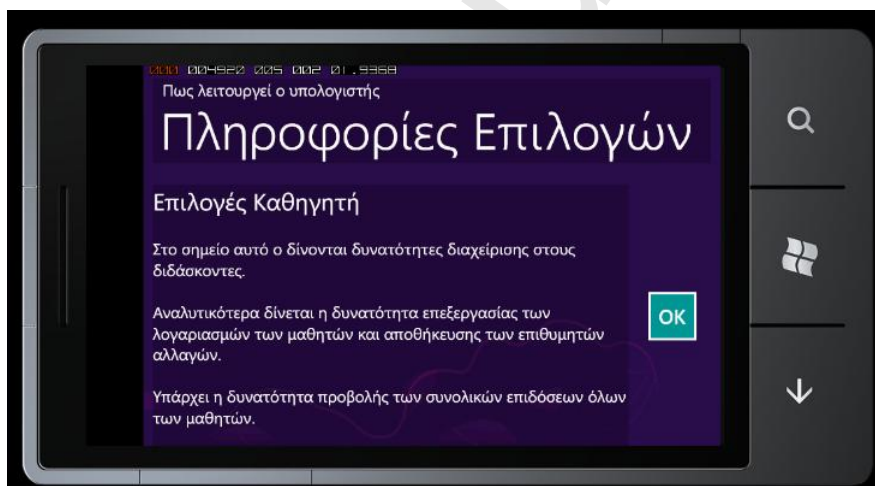 000 004920 005 002 01.9368
Πως λειτουργεί ο υπολογιστής
Πληροφορίες Επιλογών
Επιλογές Καθηγητή
Στο σημείο αυτό ο δίνονται δυνατότητες διαχείρισης στους
διδάσκοντες.
Αναλυτικότερα δίνεται η δυνατότητα επεξεργασίας των
λογαριασμών των μαθητών και αποθήκευσης των επιθυμητών
αλλαγών.
OK
Υπάρχει η δυνατότητα προβολής των συνολικών επιδόσεων όλων
των μαθητών.